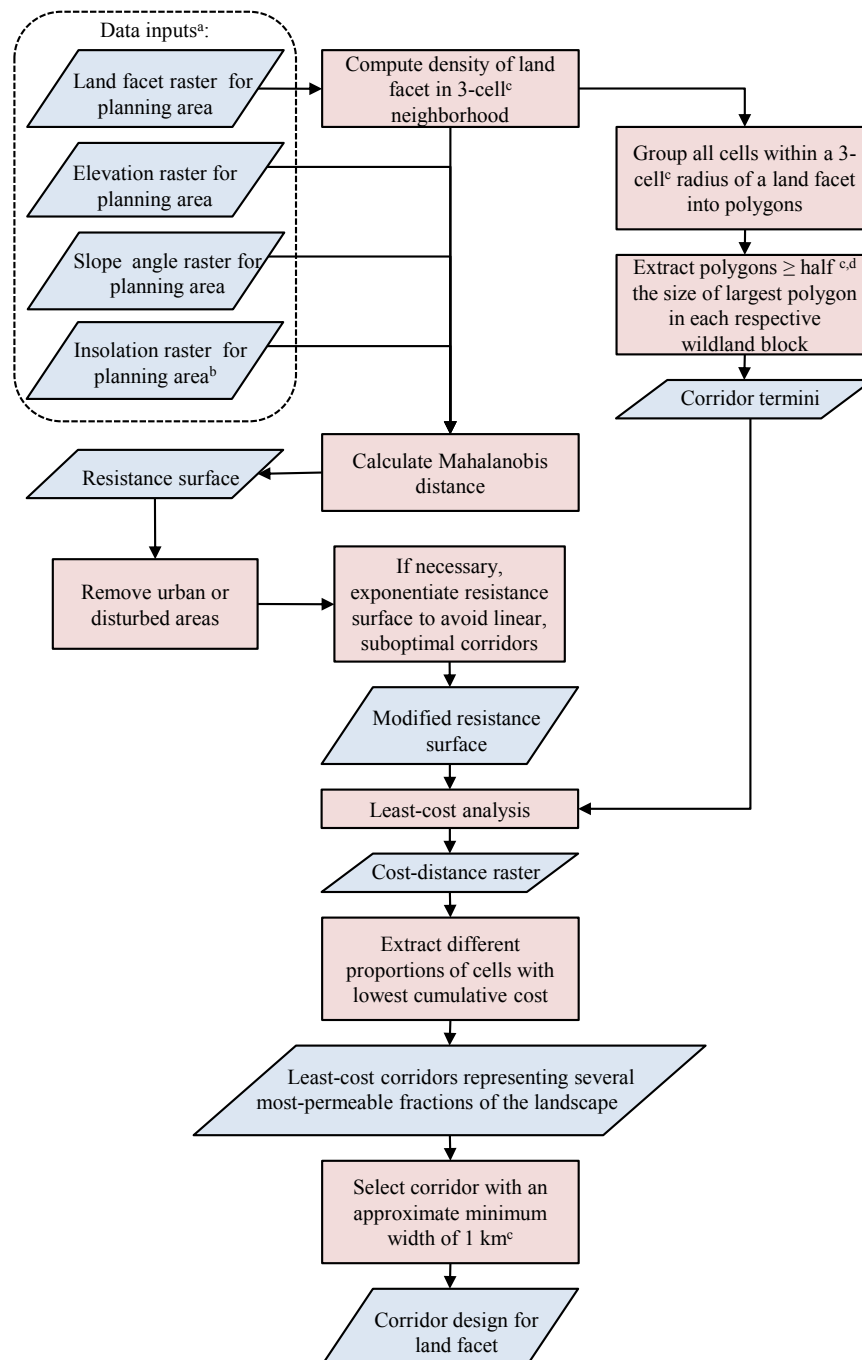 Data inputsᵃ:
Land facet raster for
planning area
Compute density of land
facet in 3-cellᶜ
neighborhood
Elevation raster for
planning area
Group all cells within a 3-
cellᶜ radius of a land facet
into polygons
Slope angle raster for
planning area
Extract polygons ≥ half ᶜ,ᵈ
the size of largest polygon
in each respective
wildland block
Insolation raster for
planning areaᵇ
Corridor termini
Calculate Mahalanobis
distance
Resistance surface
Remove urban or
disturbed areas
If necessary,
exponentiate resistance
surface to avoid linear,
suboptimal corridors
Modified resistance
surface
Least-cost analysis
Cost-distance raster
Extract different
proportions of cells with
lowest cumulative cost
Least-cost corridors representing several
most-permeable fractions of the landscape
Select corridor with an
approximate minimum
width of 1 kmᶜ
Corridor design for
land facet